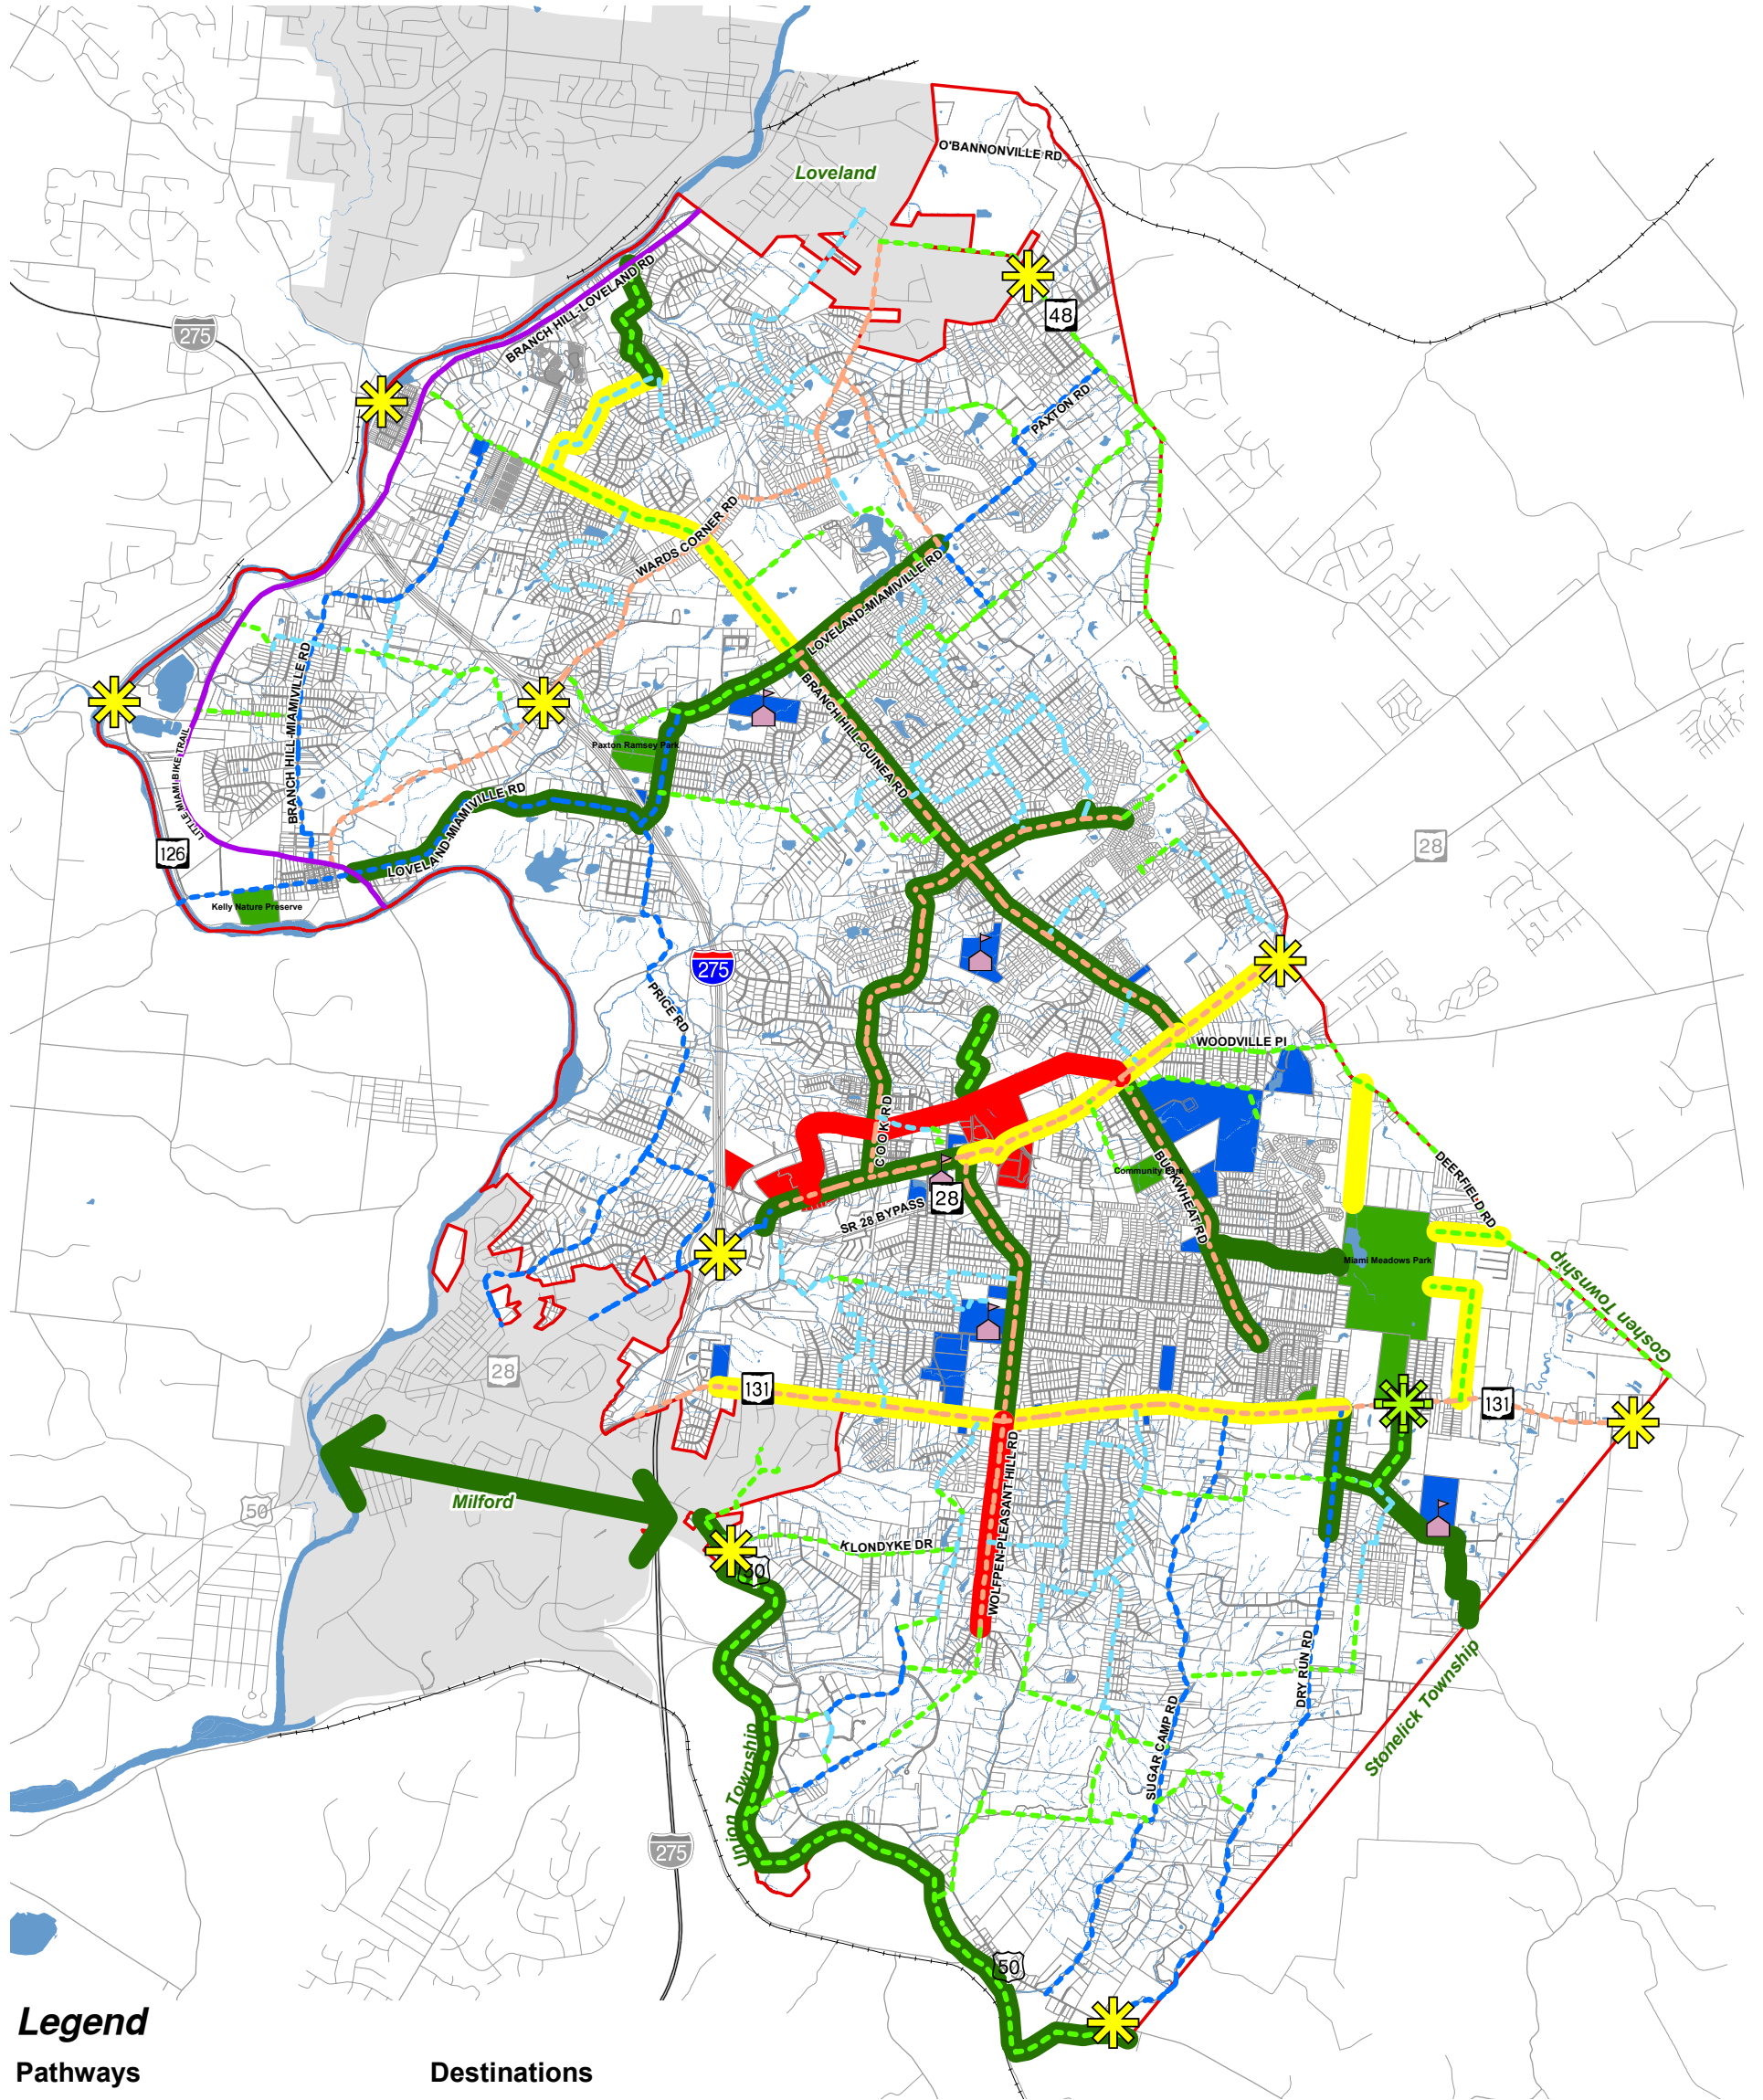 O'BANNONVILLE RD
Loveland
BRANCH HILL-LOVELAND RD
48
275
PAXTON RD
WARDS CORNER RD
LOVELAND-MIAMIVILLE RD
BRANCH HILL-MIAMIVILLE RD
BRANCH HILL-GUINEA RD
Paxton Ramsey Park
LITTLE MIAMI BIKE TRAIL
LOVELAND-MIAMIVILLE RD
126
28
Kelly Nature Preserve
275
PRICE RD
WOODVILLE PI
COOK RD
Community Park
BUCKWHEAT RD
DEERFIELD RD
28
SR 28 BYPASS
Miami Meadows Park
Goshen Township
28
131
131
50
Milford
WOLFPEN-PLEASANT HILL RD
KLONDYKE DR
50
DRY RUN RD
Stonelick Township
SUGAR CAMP RD
Union Township
275
50
Legend
Pathways
Destinations